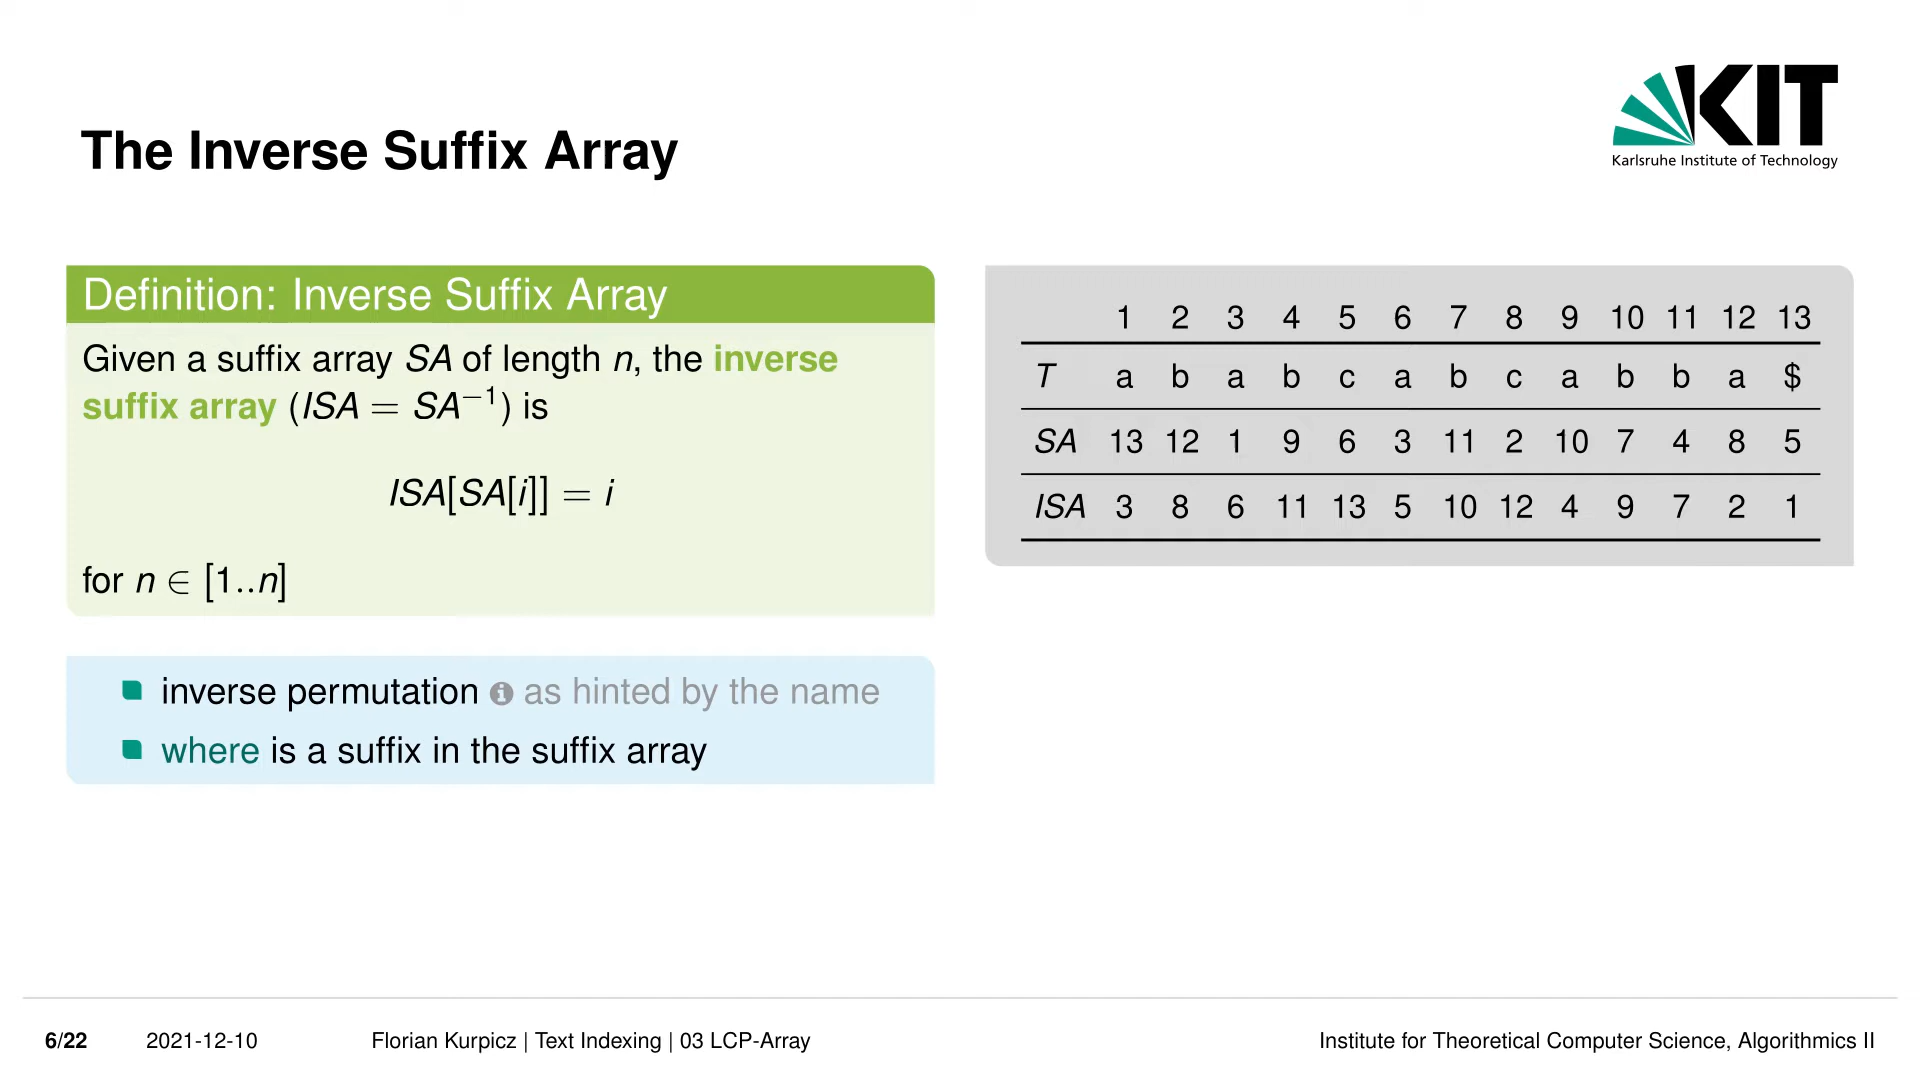 KIT
Karlsruhe Institute of Technology
The Inverse Suffix Array
Definition: Inverse Suffix Array
Given a suffix array SA of length n, the inverse
suffix array (ISA = SA⁻¹) is
ISA[SA[i]] = i
for n ∈ [1..n]
inverse permutation i as hinted by the name
where is a suffix in the suffix array
1 2 3 4 5 6 7 8 9 10 11 12 13
T a b a b c a b c a b b a $
SA 13 12 1 9 6 3 11 2 10 7 4 8 5
ISA 3 8 6 11 13 5 10 12 4 9 7 2 1
6/22 2021-12-10 Florian Kurpicz | Text Indexing | 03 LCP-Array Institute for Theoretical Computer Science, Algorithmics II